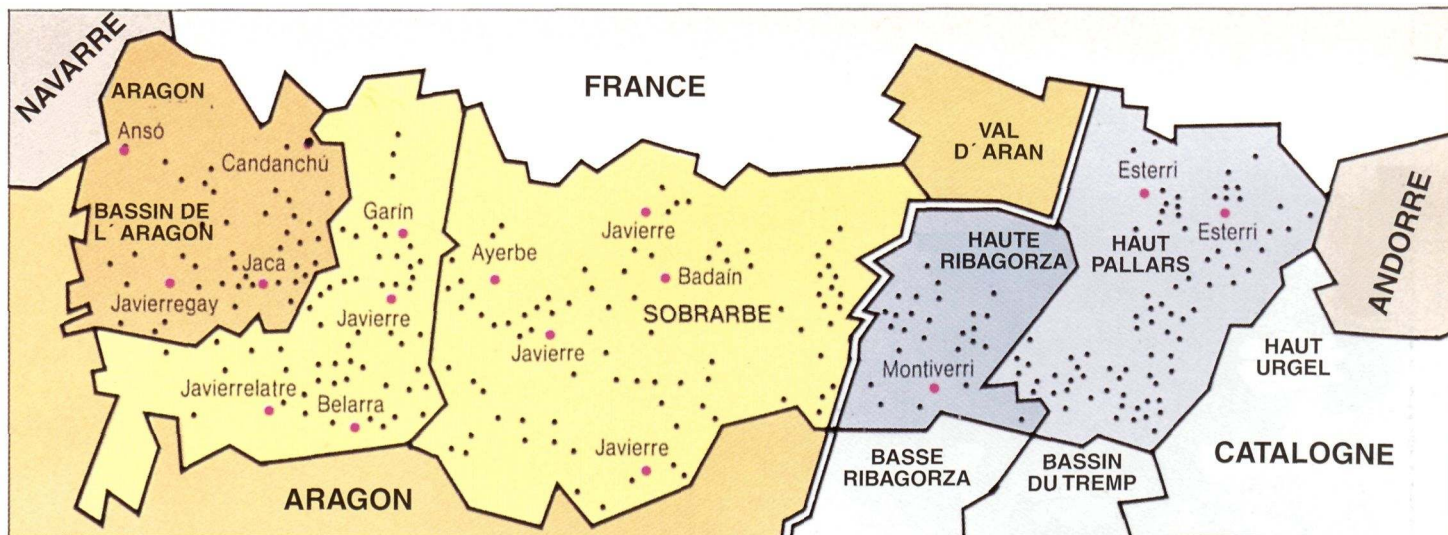 NAVARRE
ARAGON
FRANCE
Ansó
Candanchú
VAL
D´ ARAN
Esterri
Esterri
ANDORRE
BASSIN DE
L´ ARAGON
Garín
Javierre
HAUTE
RIBAGORZA
HAUT
PALLARS
Ayerbe
Jaca
Badaín
Javierregay
Javierre
SOBRARBE
Javierre
HAUT
URGEL
Montiverri
Javierrelatre
Belarra
Javierre
BASSE
RIBAGORZA
BASSIN
DU TREMP
CATALOGNE
ARAGON